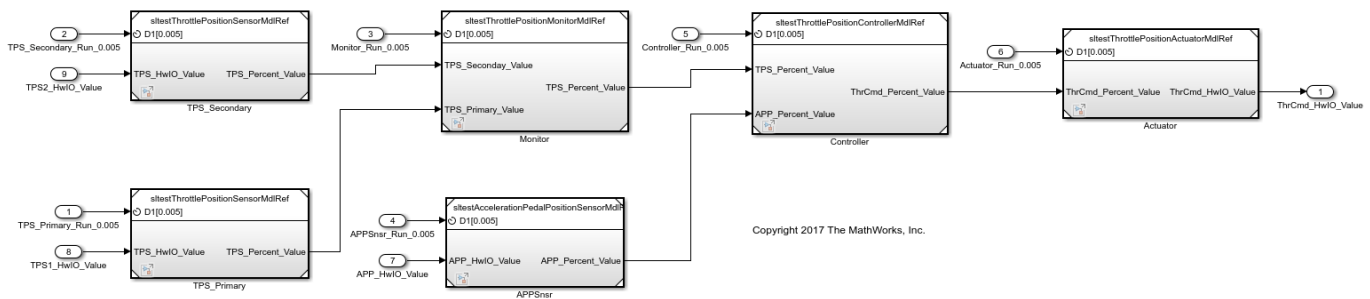 sltestThrottlePositionSensorMdlRef
2
D1[0.005]
TPS_Secondary_Run_0.005
9
TPS_HwIO_Value
TPS_Percent_Value
TPS2_HwIO_Value
TPS_Secondary
sltestThrottlePositionMonitorMdlRef
3
D1[0.005]
Monitor_Run_0.005
TPS_Seconday_Value
TPS_Percent_Value
TPS_Primary_Value
Monitor
sltestThrottlePositionControllerMdlRef
5
D1[0.005]
Controller_Run_0.005
TPS_Percent_Value
ThrCmd_Percent_Value
APP_Percent_Value
Controller
sltestThrottlePositionActuatorMdlRef
6
D1[0.005]
Actuator_Run_0.005
ThrCmd_Percent_Value
ThrCmd_HwIO_Value
1
ThrCmd_HwIO_Value
Actuator
sltestThrottlePositionSensorMdlRef
1
D1[0.005]
TPS_Primary_Run_0.005
8
TPS_HwIO_Value
TPS_Percent_Value
TPS1_HwIO_Value
TPS_Primary
sltestAccelerationPedalPositionSensorMdlR
4
D1[0.005]
APPSnsr_Run_0.005
7
APP_HwIO_Value
APP_Percent_Value
APP_HwIO_Value
APPSnsr
Copyright 2017 The MathWorks, Inc.